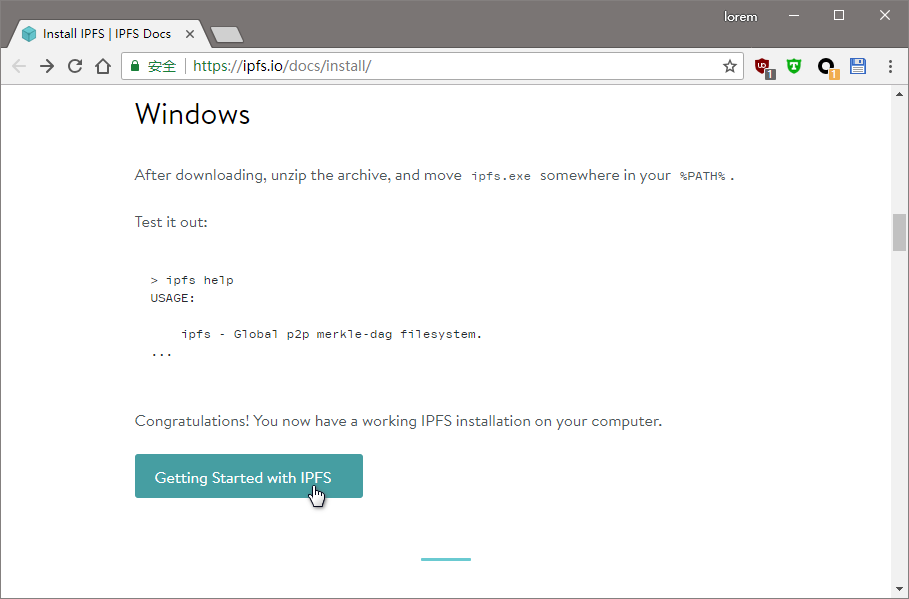 lorem
Install IPFS | IPFS Docs
安全 https://ipfs.io/docs/install/
1
1
Windows
After downloading, unzip the archive, and move ipfs.exe somewhere in your %PATH%.
Test it out:
> ipfs help
USAGE:
ipfs - Global p2p merkle-dag filesystem.
...
Congratulations! You now have a working IPFS installation on your computer.
Getting Started with IPFS